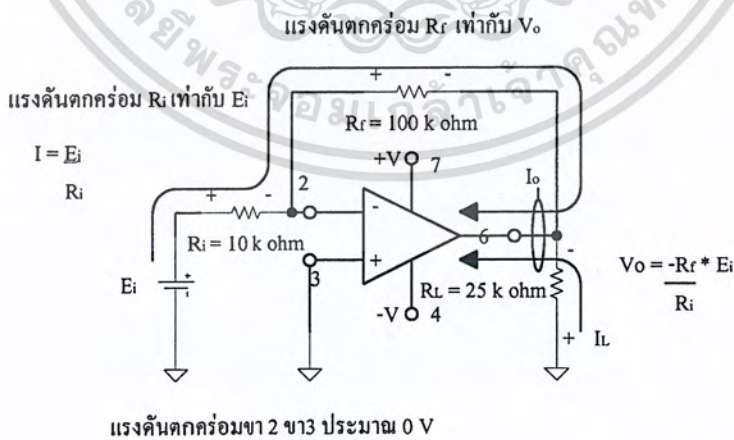 แรงดันตกคร่อม Rf เท่ากับ Vo
แรงดันตกคร่อม Ri เท่ากับ Ei
+ -
Rf = 100 k ohm
I = Ei
Ri
+V 7
Io
+ -
2
-
Ri = 10 k ohm
6
-
3
+
Ei
+
RL = 25 k ohm
Vo = -Rf * Ei
Ri
-V 4
+ IL
แรงดันตกคร่อมขา 2 ขา3 ประมาณ 0 V